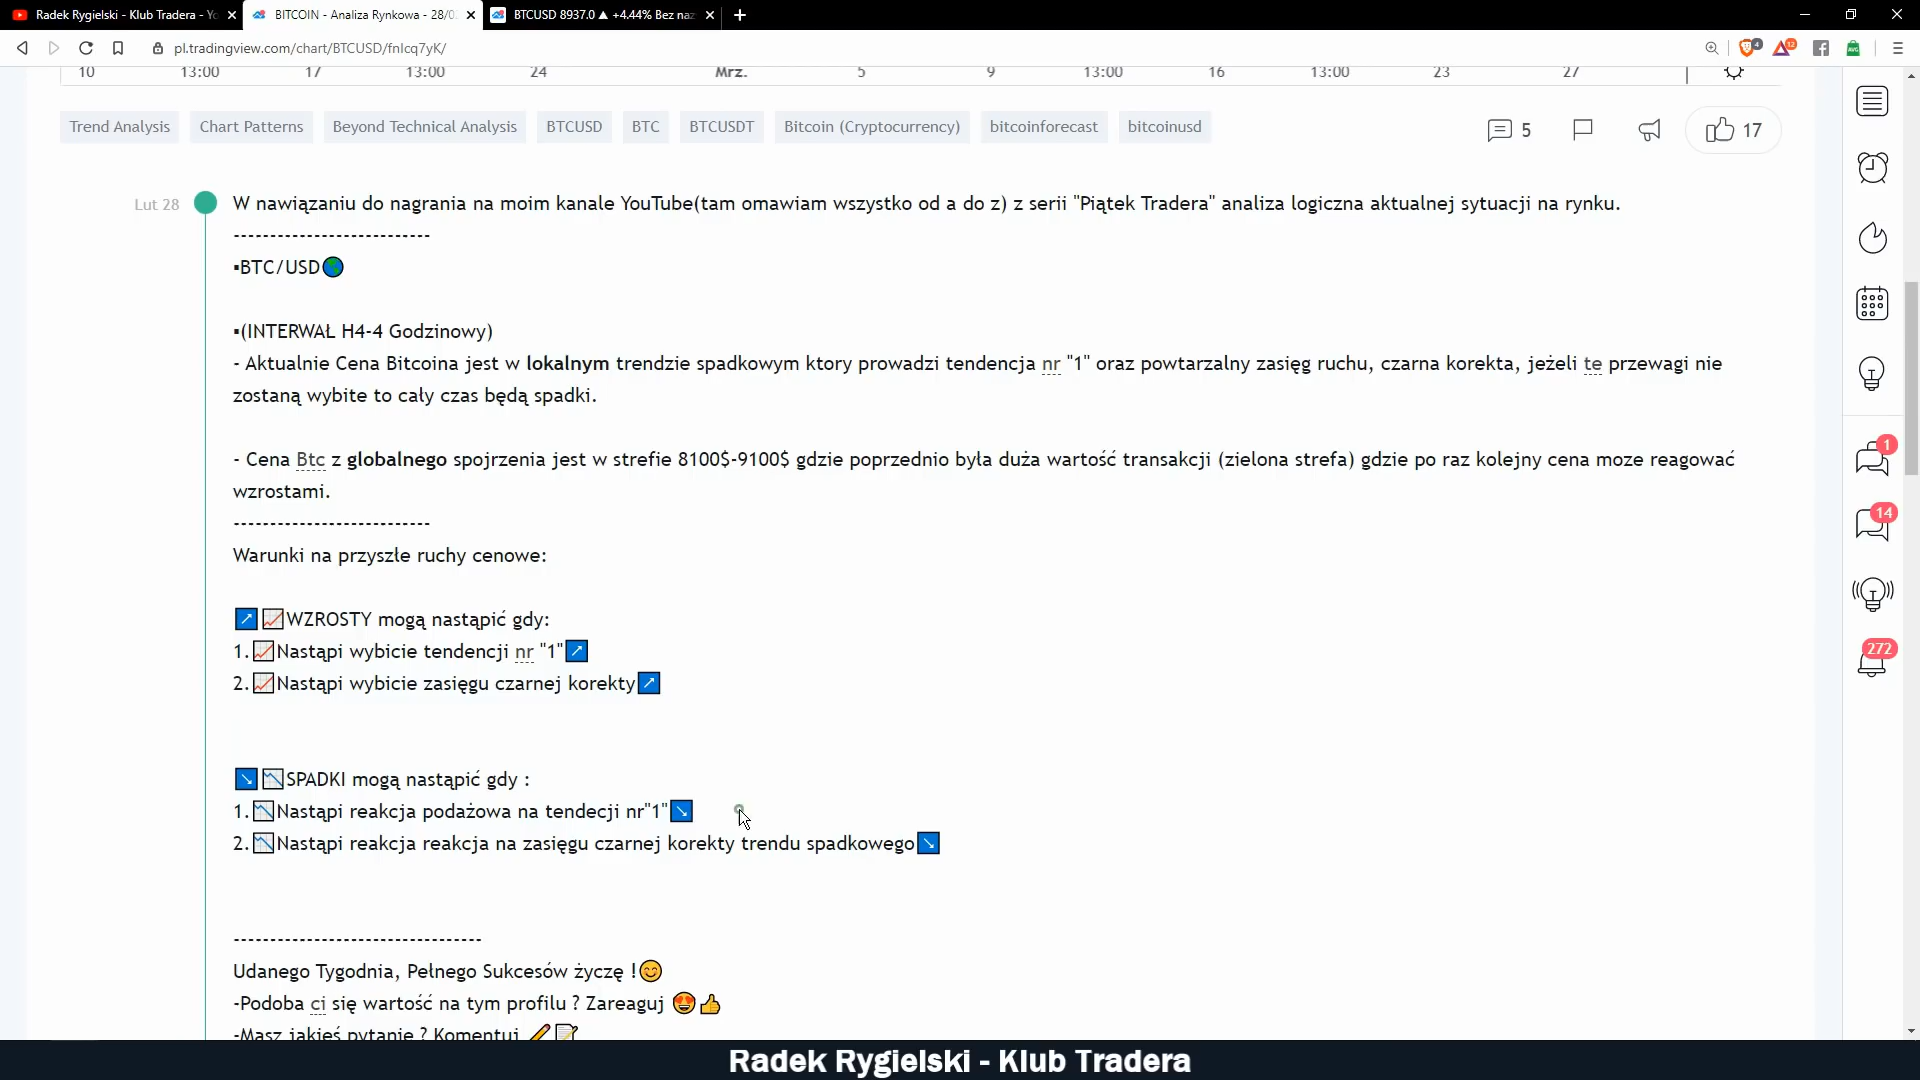 Radek Rygielski - Klub Tradera - Yo
BITCOIN - Analiza Rynkowa - 28/0
BTCUSD 8937.0 ▲ +4.44% Bez naz
pl.tradingview.com/chart/BTCUSD/fnIcq7yK/
4
12
10 13:00 17 13:00 24 Mrz. 5 9 13:00 16 13:00 23 27
Trend Analysis Chart Patterns Beyond Technical Analysis BTCUSD BTC BTCUSDT Bitcoin (Cryptocurrency) bitcoinforecast bitcoinusd 5 17
Lut 28
W nawiązaniu do nagrania na moim kanale YouTube(tam omawiam wszystko od a do z) z serii "Piątek Tradera" analiza logiczna aktualnej sytuacji na rynku.
---------------------------
▪BTC/USD🌎
▪(INTERWAŁ H4-4 Godzinowy)
- Aktualnie Cena Bitcoina jest w lokalnym trendzie spadkowym ktory prowadzi tendencja nr "1" oraz powtarzalny zasięg ruchu, czarna korekta, jeżeli te przewagi nie
zostaną wybite to cały czas będą spadki.
- Cena Btc z globalnego spojrzenia jest w strefie 8100$-9100$ gdzie poprzednio była duża wartość transakcji (zielona strefa) gdzie po raz kolejny cena moze reagować
wzrostami.
---------------------------
Warunki na przyszłe ruchy cenowe:
↗📈WZROSTY mogą nastąpić gdy:
1.📈Nastąpi wybicie tendencji nr "1"↗
2.📈Nastąpi wybicie zasięgu czarnej korekty↗
↘📉SPADKI mogą nastąpić gdy :
1.📉Nastąpi reakcja podażowa na tendecji nr"1"↘
2.📉Nastąpi reakcja reakcja na zasięgu czarnej korekty trendu spadkowego↘
----------------------------------
Udanego Tygodnia, Pełnego Sukcesów życzę !😊
-Podoba ci się wartość na tym profilu ? Zareaguj 😍👍
-Masz jakieś pytanie ? Komentuj ✏📝
1
14
272
Radek Rygielski - Klub Tradera